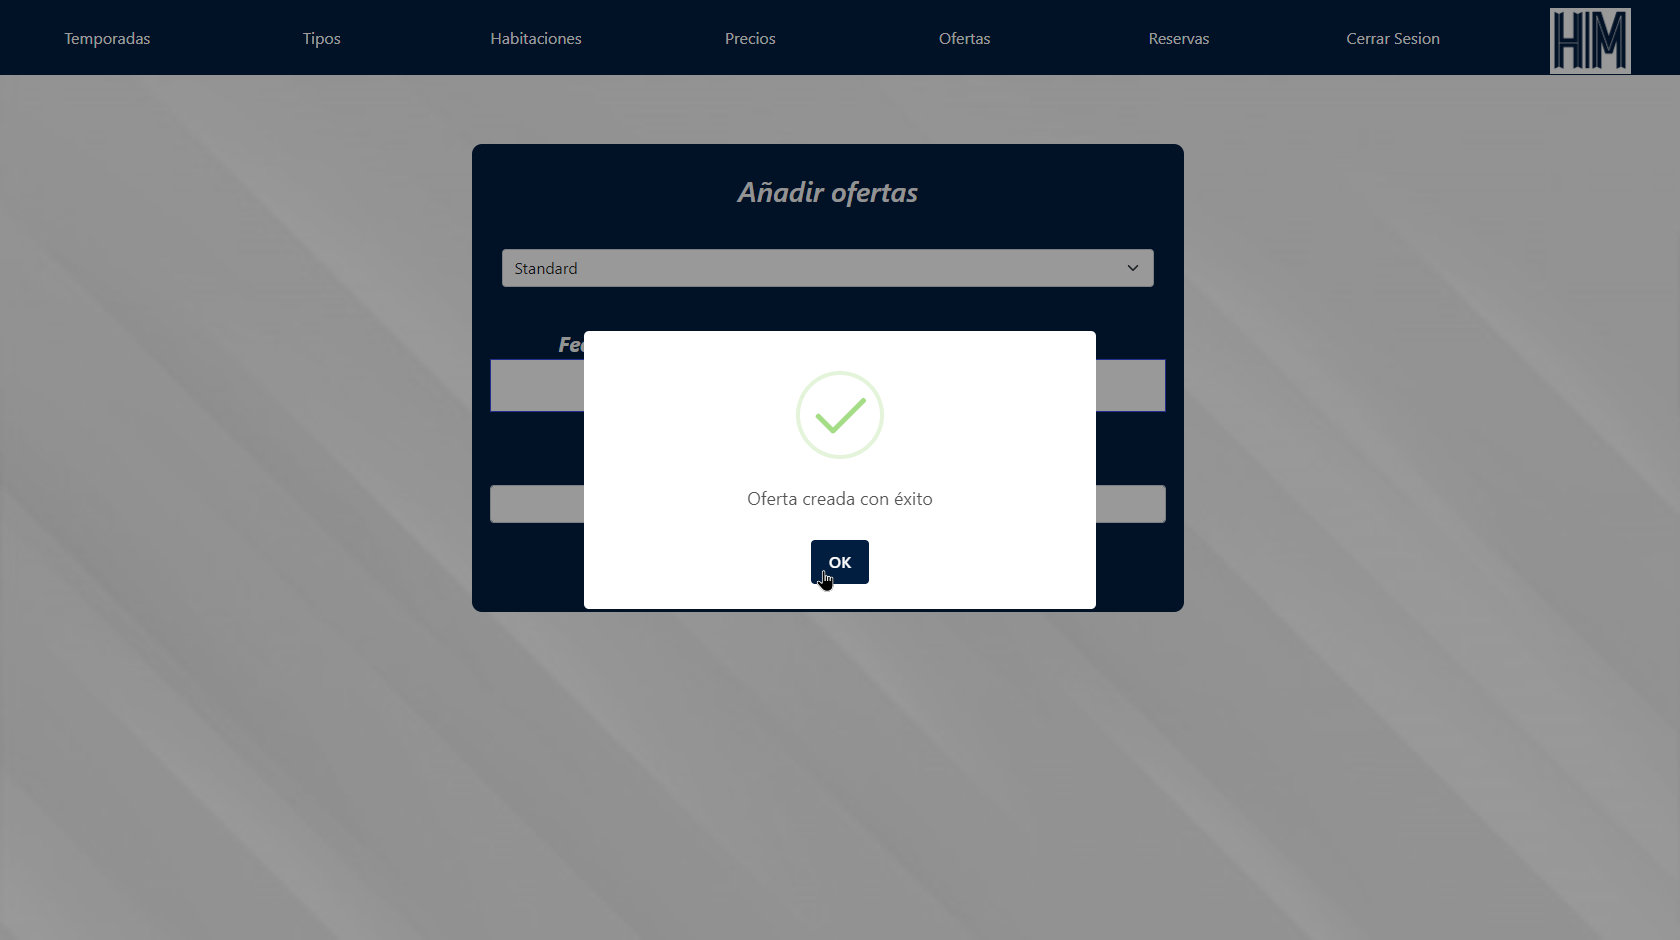 Temporadas
Tipos
Habitaciones
Precios
Ofertas
Reservas
Cerrar Sesion
HM
Añadir ofertas
Standard
Oferta creada con éxito
OK